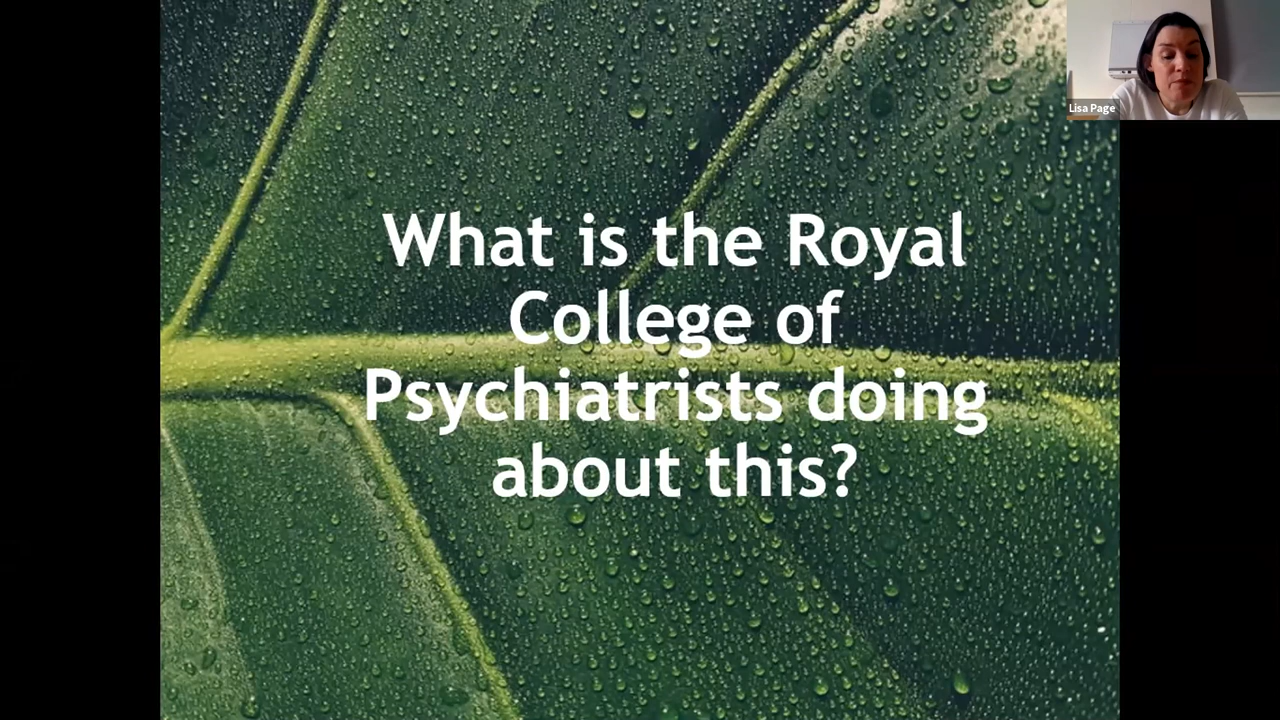 Lisa Page
What is the Royal
College of
Psychiatrists doing
about this?